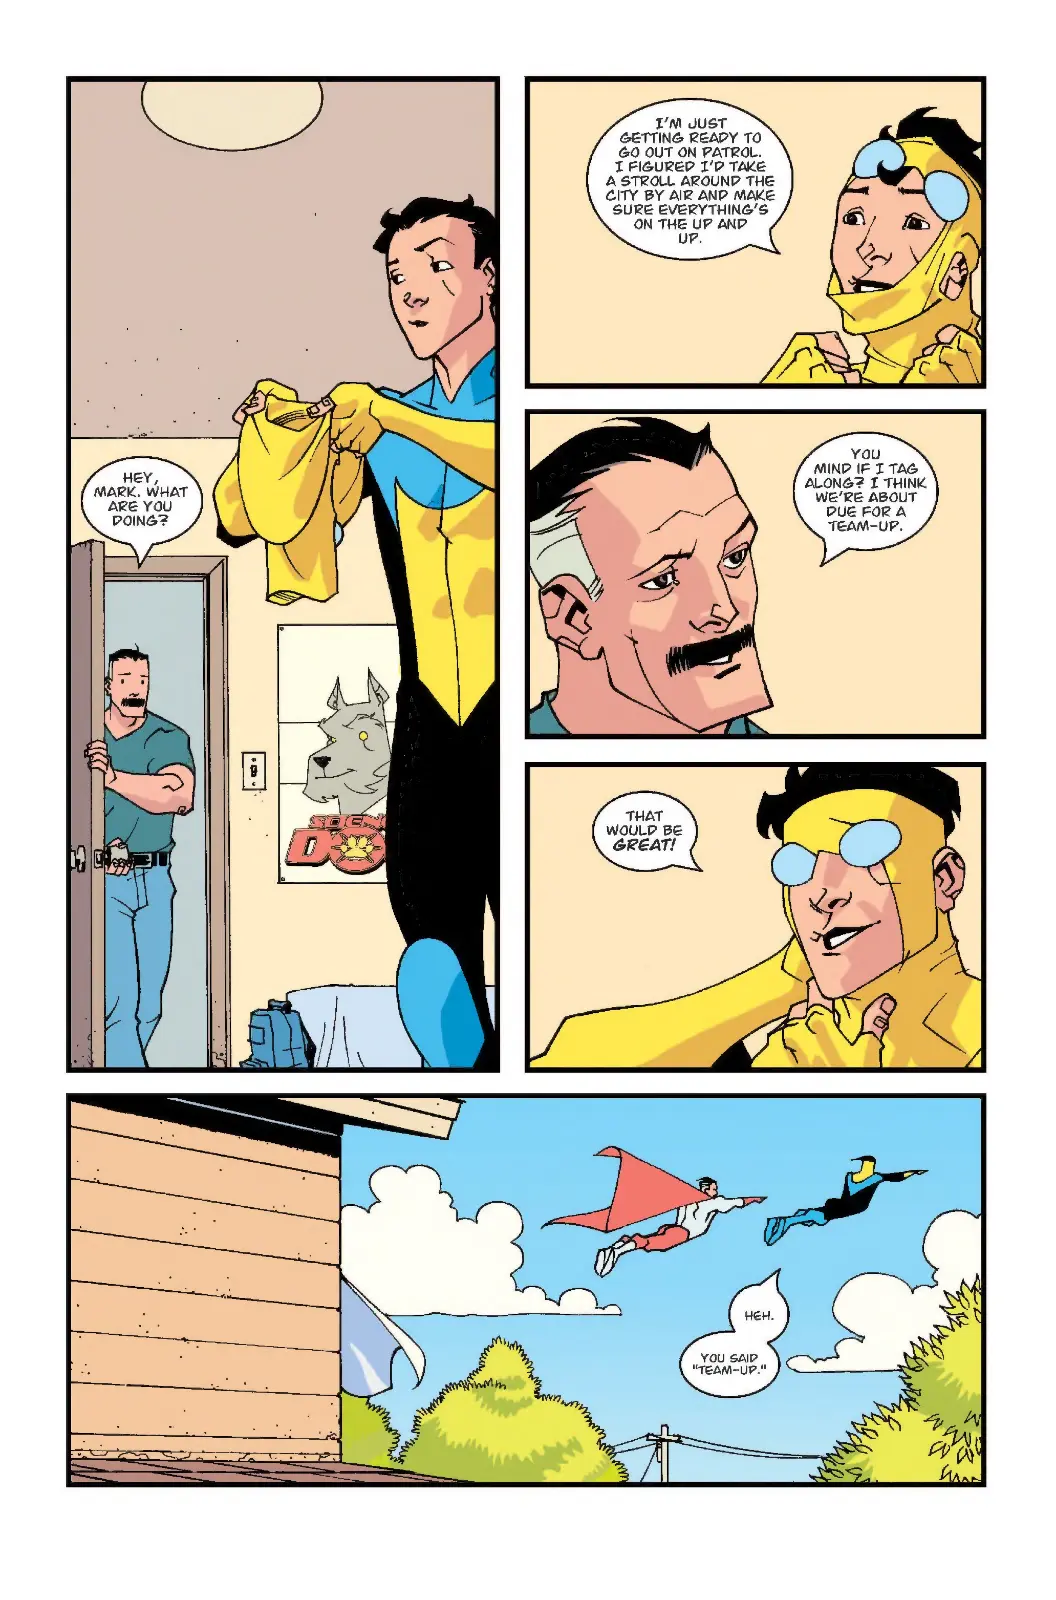 HEY,
MARK. WHAT
ARE YOU
DOING?
I'M JUST
GETTING READY TO
GO OUT ON PATROL.
I FIGURED I'D TAKE
A STROLL AROUND THE
CITY BY AIR AND MAKE
SURE EVERYTHING'S
ON THE UP AND
UP.
YOU
MIND IF I TAG
ALONG? I THINK
WE'RE ABOUT
DUE FOR A
TEAM-UP.
THAT
WOULD BE
GREAT!
HEH.
YOU SAID
"TEAM-UP."